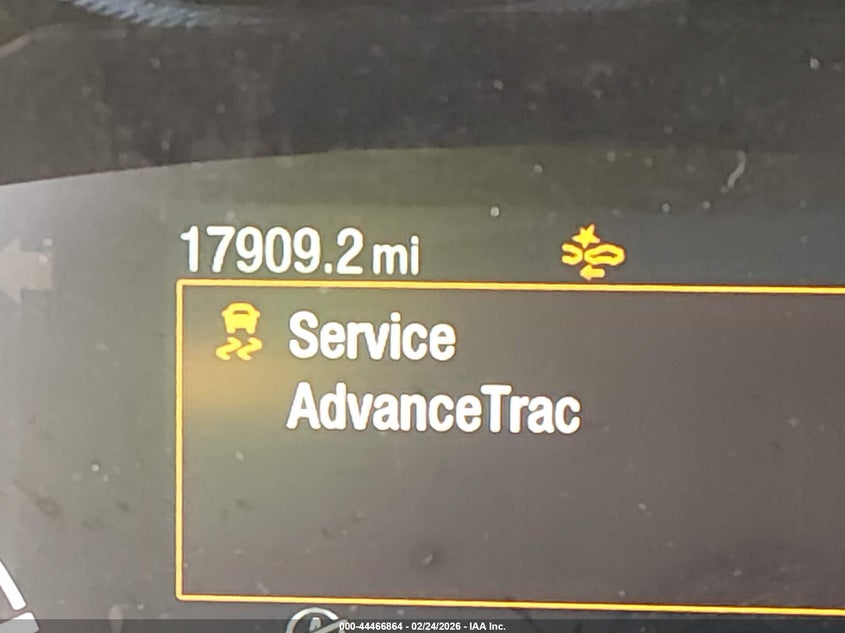 17909.2 mi
Service
AdvanceTrac
A
000-44466864 - 02/24/2026 - IAA Inc.